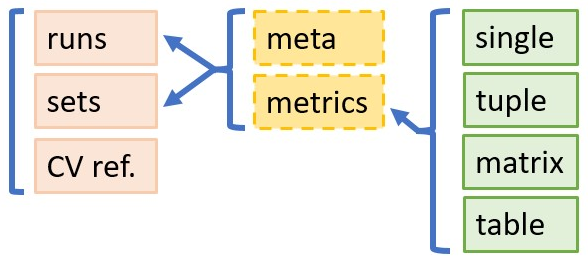 runs
sets
CV ref.
meta
metrics
single
tuple
matrix
table